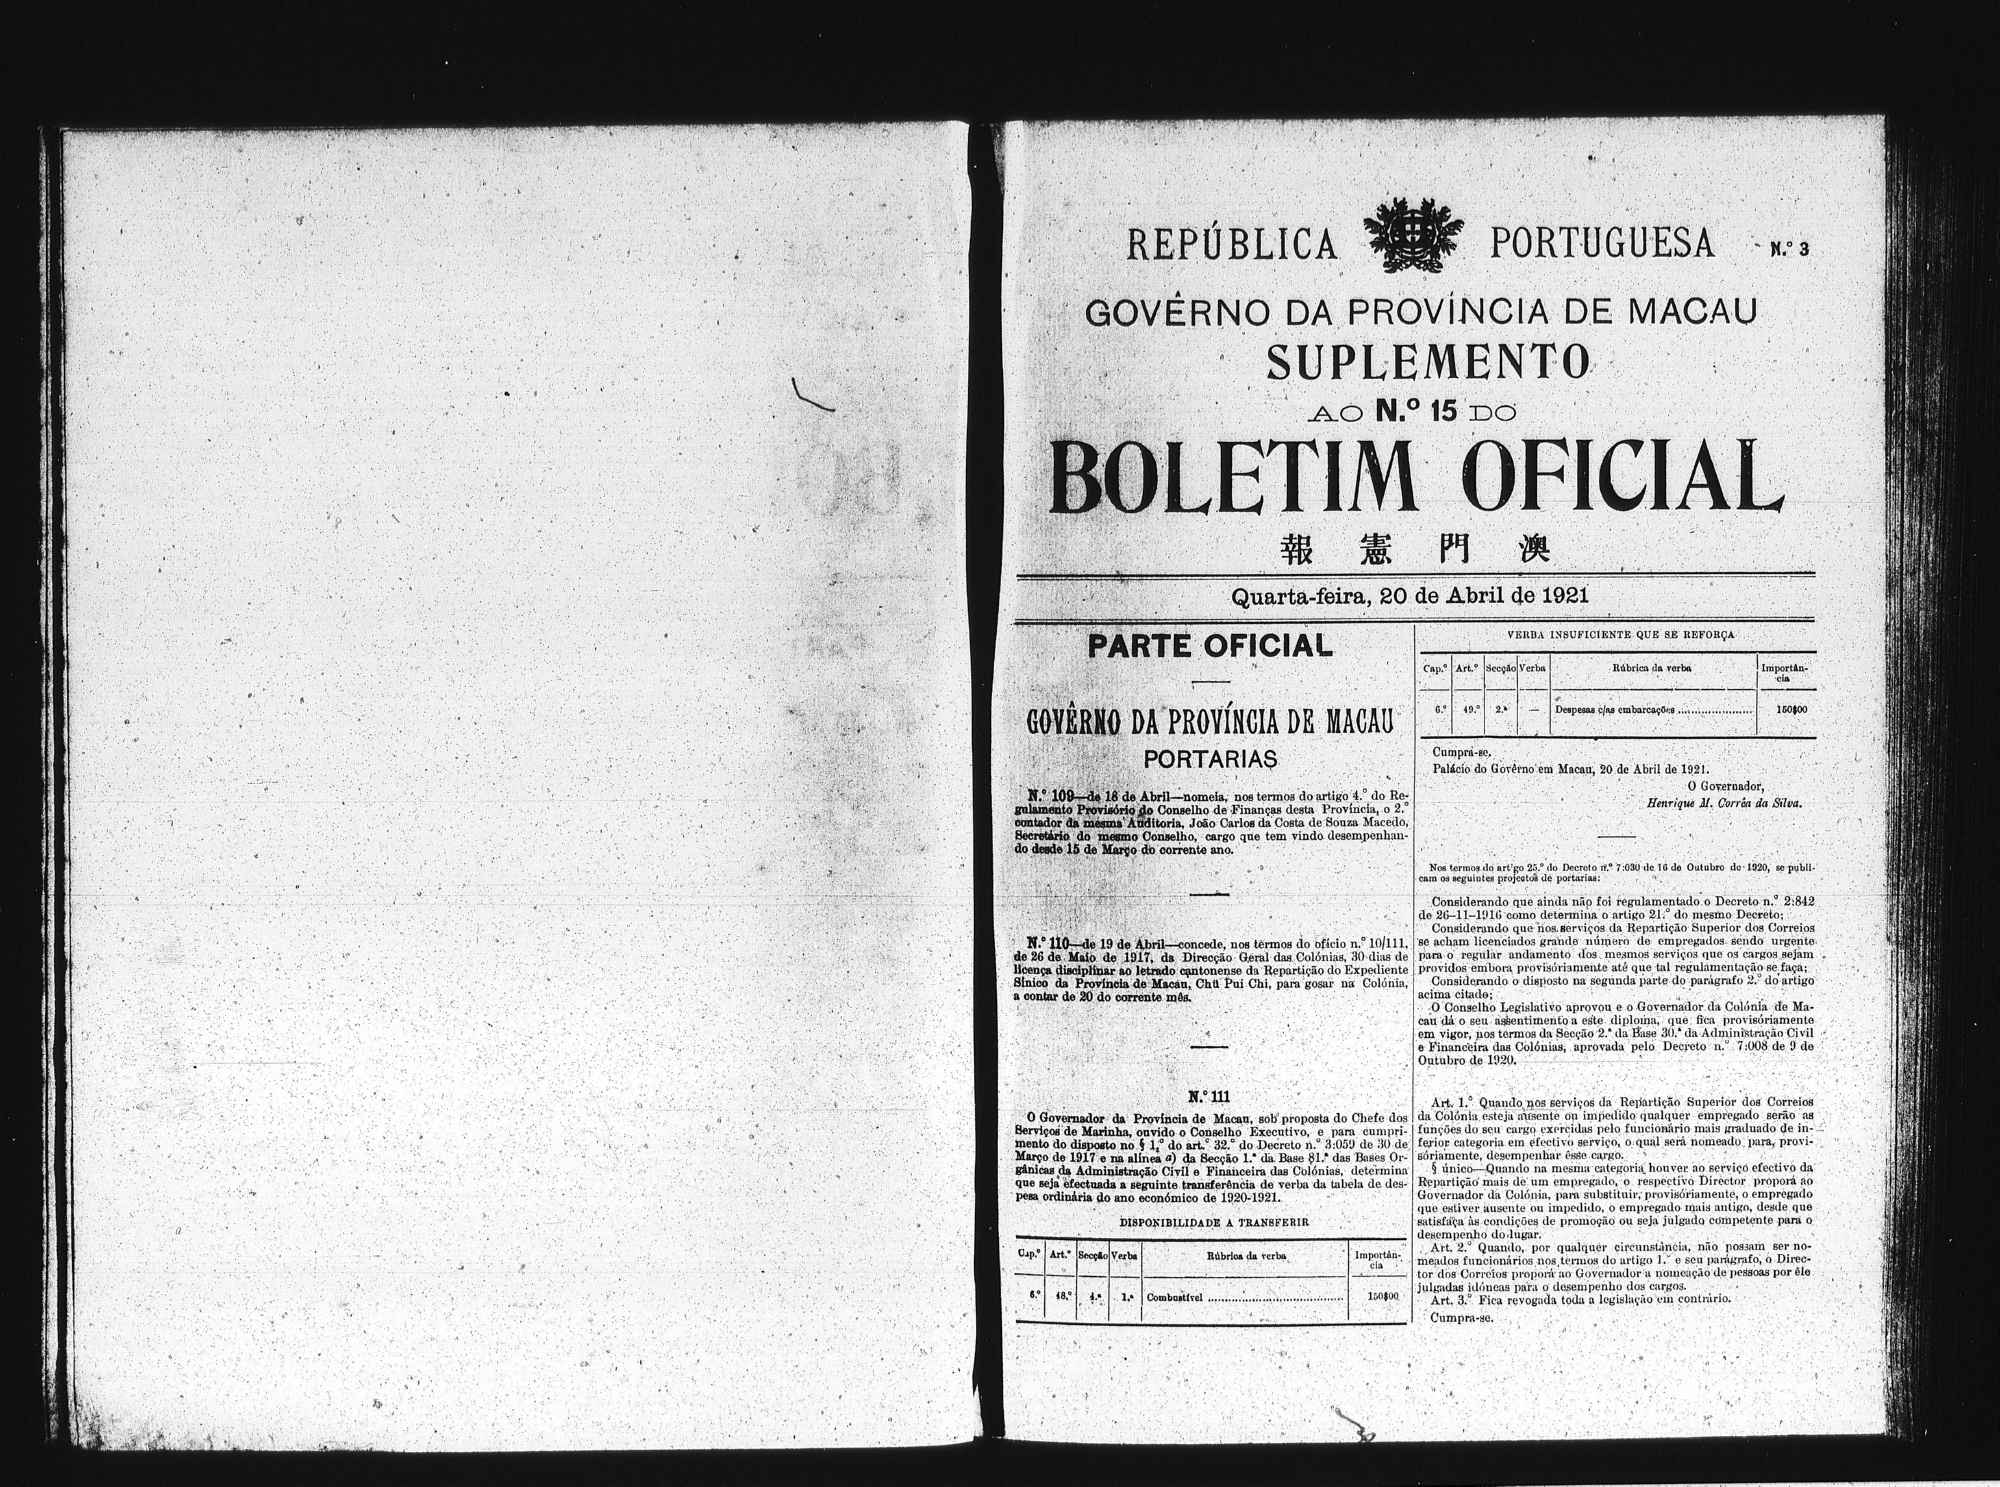 REPÚBLICA PORTUGUESA N.º 3
GOVÊRNO DA PROVÍNCIA DE MACAU
SUPLEMENTO
AO N.º 15 DO
BOLETIM OFICIAL
報 憲 門 澳
Quarta-feira, 20 de Abril de 1921
PARTE OFICIAL
GOVÊRNO DA PROVÍNCIA DE MACAU
PORTARIAS
N.º 109—de 18 de Abril—nomeia, nos termos do artigo 4.º do Re-
gulamento Provisório do Conselho de Finanças desta Província, o 2.º
contador da mesma Auditoria, João Carlos da Costa de Souza Macedo,
Secretário do mesmo Conselho, cargo que tem vindo desempenhan-
do desde 15 de Março do corrente ano.
N.º 110—de 19 de Abril—concede, nos termos do ofício n.º 10/111,
de 26 de Maio de 1917, da Direcção Geral das Colónias, 30 dias de
licença disciplinar ao letrado cantonense da Repartição do Expediente
Sínico da Província de Macau, Chü Pui Chi, para gosar na Colónia,
a contar de 20 do corrente mês.
N.º 111
O Governador da Província de Macau, sob proposta do Chefe dos
Serviços de Marinha, ouvido o Conselho Executivo, e para cumpri-
mento do disposto no § 1.º do art.º 32.º do Decreto n.º 3:059 de 30 de
Março de 1917 e na alínea a) da Secção 1.ª da Base 81.ª das Bases Or-
gânicas da Administração Civil e Financeira das Colónias, determina
que seja efectuada a seguinte transferência de verba da tabela de des-
pesa ordinária do ano económico de 1920-1921.
DISPONIBILIDADE A TRANSFERIR
Cap.º Art.º Secção Verba Rúbrica da verba Importân-
cia
6.º 48.º 4.ª 1.ª Combustível ........................................ 150$00
VERBA INSUFICIENTE QUE SE REFORÇA
Cap.º Art.º Secção Verba Rúbrica da verba Importân-
cia
6.º 49.º 2.ª — Despesas c/as embarcações ...................... 150$00
Cumpra-se.
Palácio do Govêrno em Macau, 20 de Abril de 1921.
O Governador,
Henrique M. Corrêa da Silva.
Nos termos do artigo 25.º do Decreto n.º 7:030 de 16 de Outubro de 1920, se publi-
cam os seguintes projectos de portarias:
Considerando que ainda não foi regulamentado o Decreto n.º 2:842
de 26-11-1916 como determina o artigo 21.º do mesmo Decreto;
Considerando que nos serviços da Repartição Superior dos Correios
se acham licenciados grande número de empregados sendo urgente
para o regular andamento dos mesmos serviços que os cargos sejam
providos embora provisóriamente até que tal regulamentação se faça;
Considerando o disposto na segunda parte do parágrafo 2.º do artigo
acima citado;
O Conselho Legislativo aprovou e o Governador da Colónia de Ma-
cau dá o seu assentimento a este diploma, que fica provisóriamente
em vigor, nos termos da Secção 2.ª da Base 30.ª da Administração Civil
e Financeira das Colónias, aprovada pelo Decreto n.º 7:008 de 9 de
Outubro de 1920.
Art. 1.º Quando nos serviços da Repartição Superior dos Correios
da Colónia esteja ausente ou impedido qualquer empregado serão as
funções do seu cargo exercidas pelo funcionário mais graduado de in-
ferior categoria em efectivo serviço, o qual será nomeado para, provi-
sóriamente, desempenhar êsse cargo.
§ único—Quando na mesma categoria houver ao serviço efectivo da
Repartição mais de um empregado, o respectivo Director proporá ao
Governador da Colónia, para substituir, provisóriamente, o empregado
que estiver ausente ou impedido, o empregado mais antigo, desde que
satisfaça às condições de promoção ou seja julgado competente para o
desempenho do lugar.
Art. 2.º Quando, por qualquer circunstância, não possam ser no-
meados funcionários nos termos do artigo 1.º e seu parágrafo, o Direc-
tor dos Correios proporá ao Governador a nomeação de pessoas por êle
julgadas idóneas para o desempenho dos cargos.
Art. 3.º Fica revogada toda a legislação em contrário.
Cumpra-se.